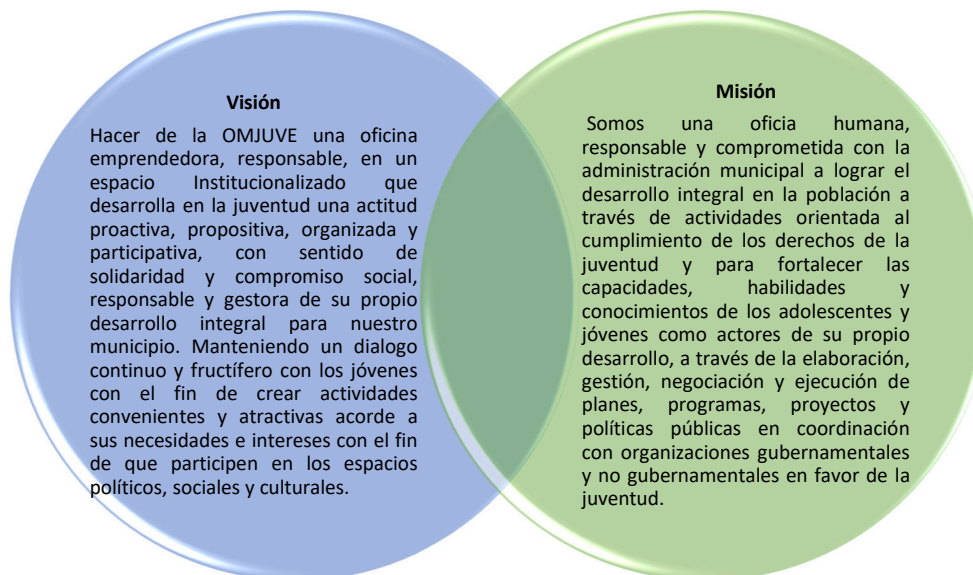 Visión
Hacer de la OMJUVE una oficina
emprendedora, responsable, en un
espacio Institucionalizado que
desarrolla en la juventud una actitud
proactiva, propositiva, organizada y
participativa, con sentido de
solidaridad y compromiso social,
responsable y gestora de su propio
desarrollo integral para nuestro
municipio. Manteniendo un dialogo
continuo y fructífero con los jóvenes
con el fin de crear actividades
convenientes y atractivas acorde a
sus necesidades e intereses con el fin
de que participen en los espacios
políticos, sociales y culturales.
Misión
Somos una oficia humana,
responsable y comprometida con la
administración municipal a lograr el
desarrollo integral en la población a
través de actividades orientada al
cumplimiento de los derechos de la
juventud y para fortalecer las
capacidades, habilidades y
conocimientos de los adolescentes y
jóvenes como actores de su propio
desarrollo, a través de la elaboración,
gestión, negociación y ejecución de
planes, programas, proyectos y
políticas públicas en coordinación
con organizaciones gubernamentales
y no gubernamentales en favor de la
juventud.